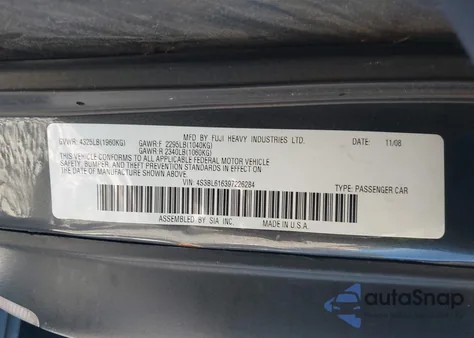 MFD BY FUJI HEAVY INDUSTRIES LTD. DATE: 11/08
GVWR: 4325LB(1960KG) GAWR:F 2295LB(1040KG)
GAWR:R 2340LB(1060KG)
THIS VEHICLE CONFORMS TO ALL APPLICABLE FEDERAL MOTOR VEHICLE
SAFETY, BUMPER, AND THEFT PREVENTION STANDARDS IN EFFECT
ON THE DATE OF MANUFACTURE SHOWN ABOVE.
VIN: 4S3BL616397226284 TYPE: PASSENGER CAR
ASSEMBLED BY SIA INC. MADE IN U.S.A.
autoSnap